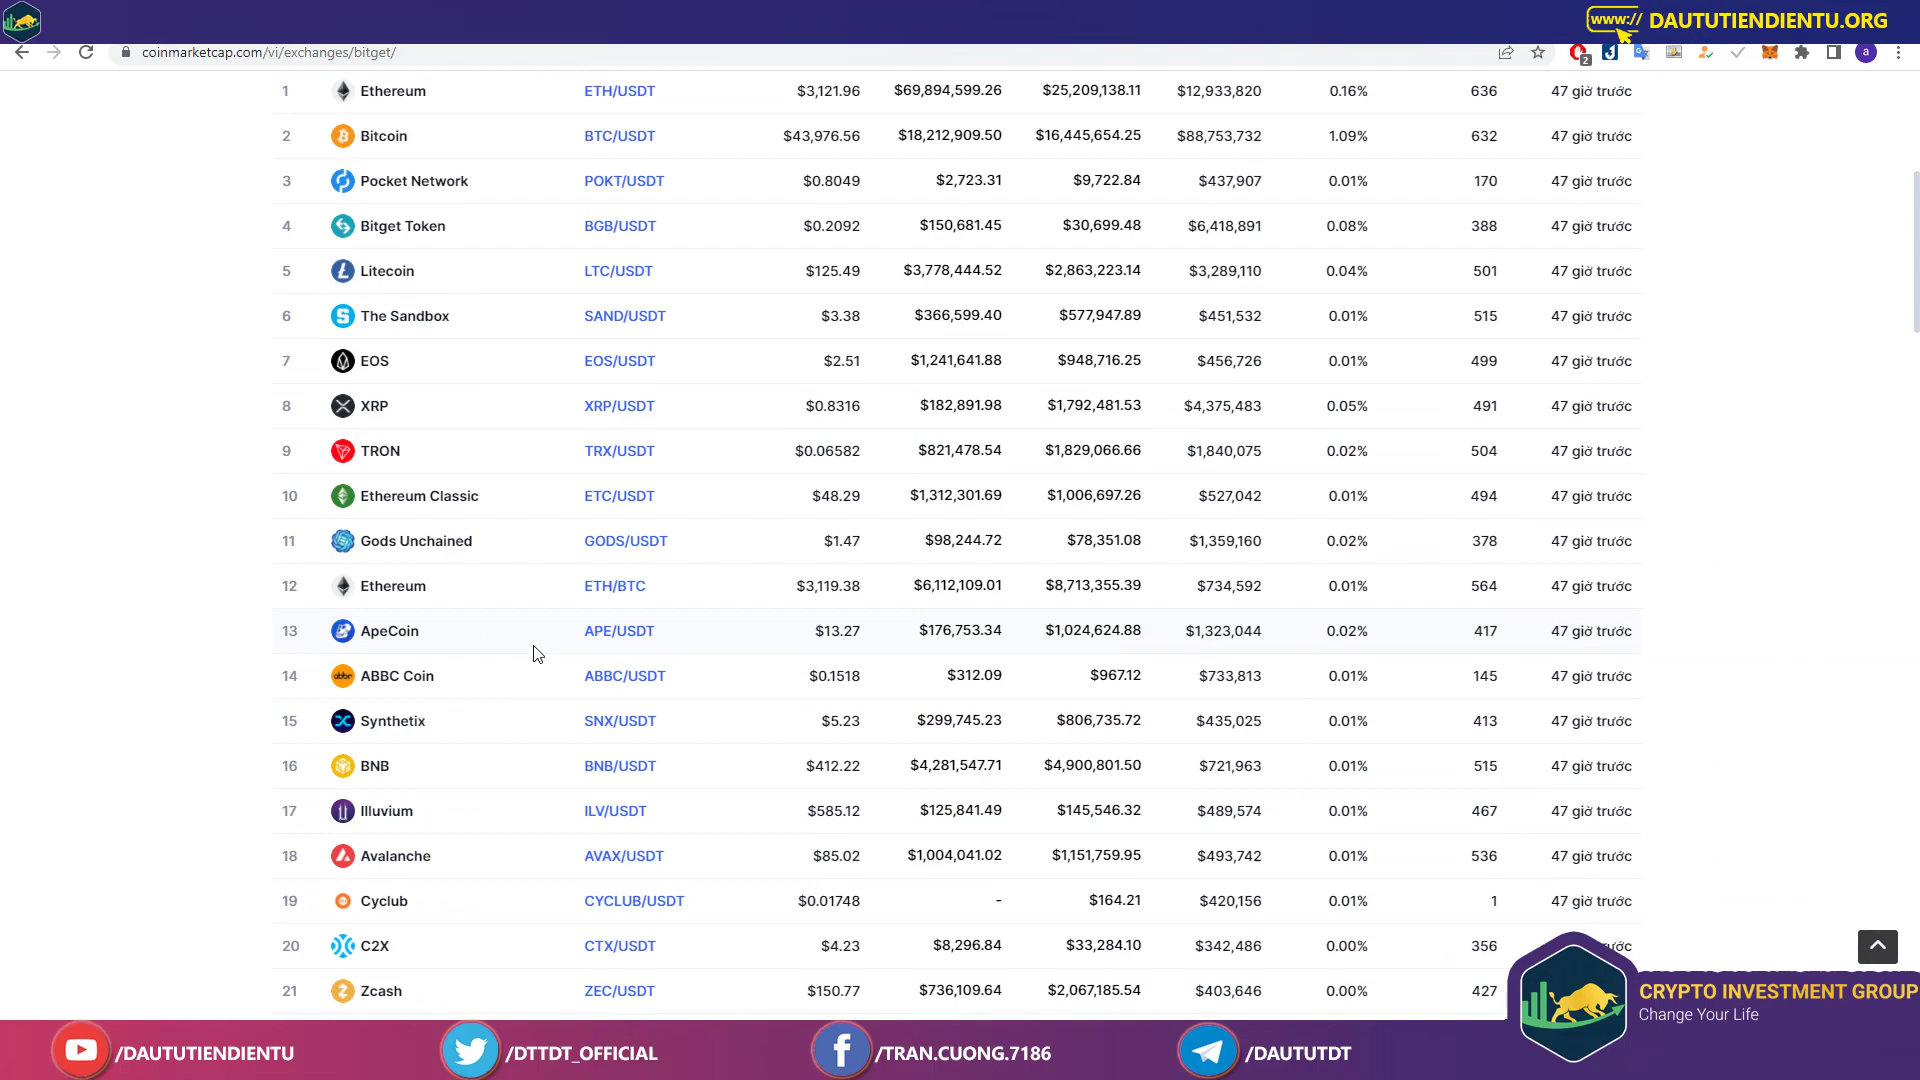 www://
DAUTUTIENDIENTU.ORG
coinmarketcap.com/vi/exchanges/bitget/
2
a
1 Ethereum ETH/USDT $3,121.96 $69,894,599.26 $25,209,138.11 $12,933,820 0.16% 636 47 giờ trước
2 Bitcoin BTC/USDT $43,976.56 $18,212,909.50 $16,445,654.25 $88,753,732 1.09% 632 47 giờ trước
3 Pocket Network POKT/USDT $0.8049 $2,723.31 $9,722.84 $437,907 0.01% 170 47 giờ trước
4 Bitget Token BGB/USDT $0.2092 $150,681.45 $30,699.48 $6,418,891 0.08% 388 47 giờ trước
5 Litecoin LTC/USDT $125.49 $3,778,444.52 $2,863,223.14 $3,289,110 0.04% 501 47 giờ trước
6 The Sandbox SAND/USDT $3.38 $366,599.40 $577,947.89 $451,532 0.01% 515 47 giờ trước
7 EOS EOS/USDT $2.51 $1,241,641.88 $948,716.25 $456,726 0.01% 499 47 giờ trước
8 XRP XRP/USDT $0.8316 $182,891.98 $1,792,481.53 $4,375,483 0.05% 491 47 giờ trước
9 TRON TRX/USDT $0.06582 $821,478.54 $1,829,066.66 $1,840,075 0.02% 504 47 giờ trước
10 Ethereum Classic ETC/USDT $48.29 $1,312,301.69 $1,006,697.26 $527,042 0.01% 494 47 giờ trước
11 Gods Unchained GODS/USDT $1.47 $98,244.72 $78,351.08 $1,359,160 0.02% 378 47 giờ trước
12 Ethereum ETH/BTC $3,119.38 $6,112,109.01 $8,713,355.39 $734,592 0.01% 564 47 giờ trước
13 ApeCoin APE/USDT $13.27 $176,753.34 $1,024,624.88 $1,323,044 0.02% 417 47 giờ trước
14 ABBC Coin ABBC/USDT $0.1518 $312.09 $967.12 $733,813 0.01% 145 47 giờ trước
15 Synthetix SNX/USDT $5.23 $299,745.23 $806,735.72 $435,025 0.01% 413 47 giờ trước
16 BNB BNB/USDT $412.22 $4,281,547.71 $4,900,801.50 $721,963 0.01% 515 47 giờ trước
17 Illuvium ILV/USDT $585.12 $125,841.49 $145,546.32 $489,574 0.01% 467 47 giờ trước
18 Avalanche AVAX/USDT $85.02 $1,004,041.02 $1,151,759.95 $493,742 0.01% 536 47 giờ trước
19 Cyclub CYCLUB/USDT $0.01748 - $164.21 $420,156 0.01% 1 47 giờ trước
20 C2X CTX/USDT $4.23 $8,296.84 $33,284.10 $342,486 0.00% 356
21 Zcash ZEC/USDT $150.77 $736,109.64 $2,067,185.54 $403,646 0.00% 427
CRYPTO INVESTMENT GROUP
Change Your Life
/DAUTUTIENDIENTU
/DTTDT_OFFICIAL
/TRAN.CUONG.7186
/DAUTUTDT